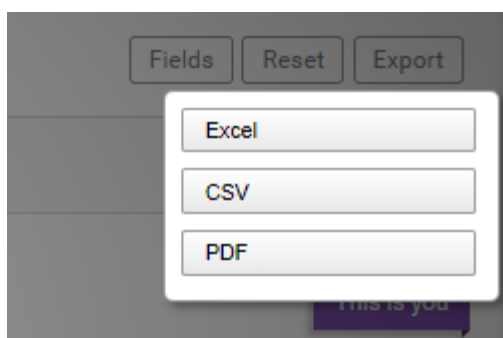 Fields Reset Export
Excel
CSV
PDF
This is you